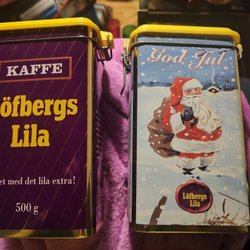 KAFFE
Löfbergs
Lila
et med det lila extra!
500 g
God Jul
Löfbergs
Lila